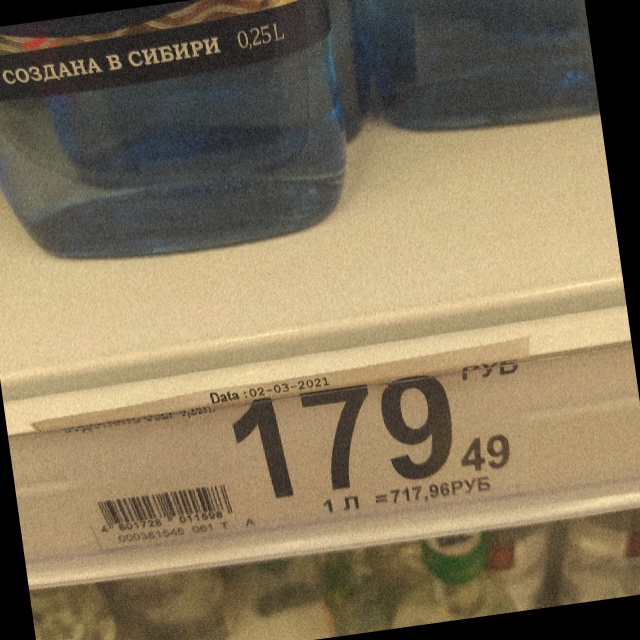 СОЗДАНА В СИБИРИ 0,25L
Data :02-03-2021
179 49 РУБ
1 Л =717,96РУБ